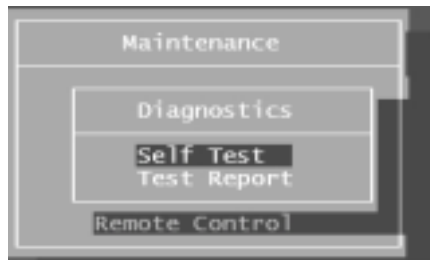 Maintenance
Diagnostics
Self Test
Test Report
Remote Control